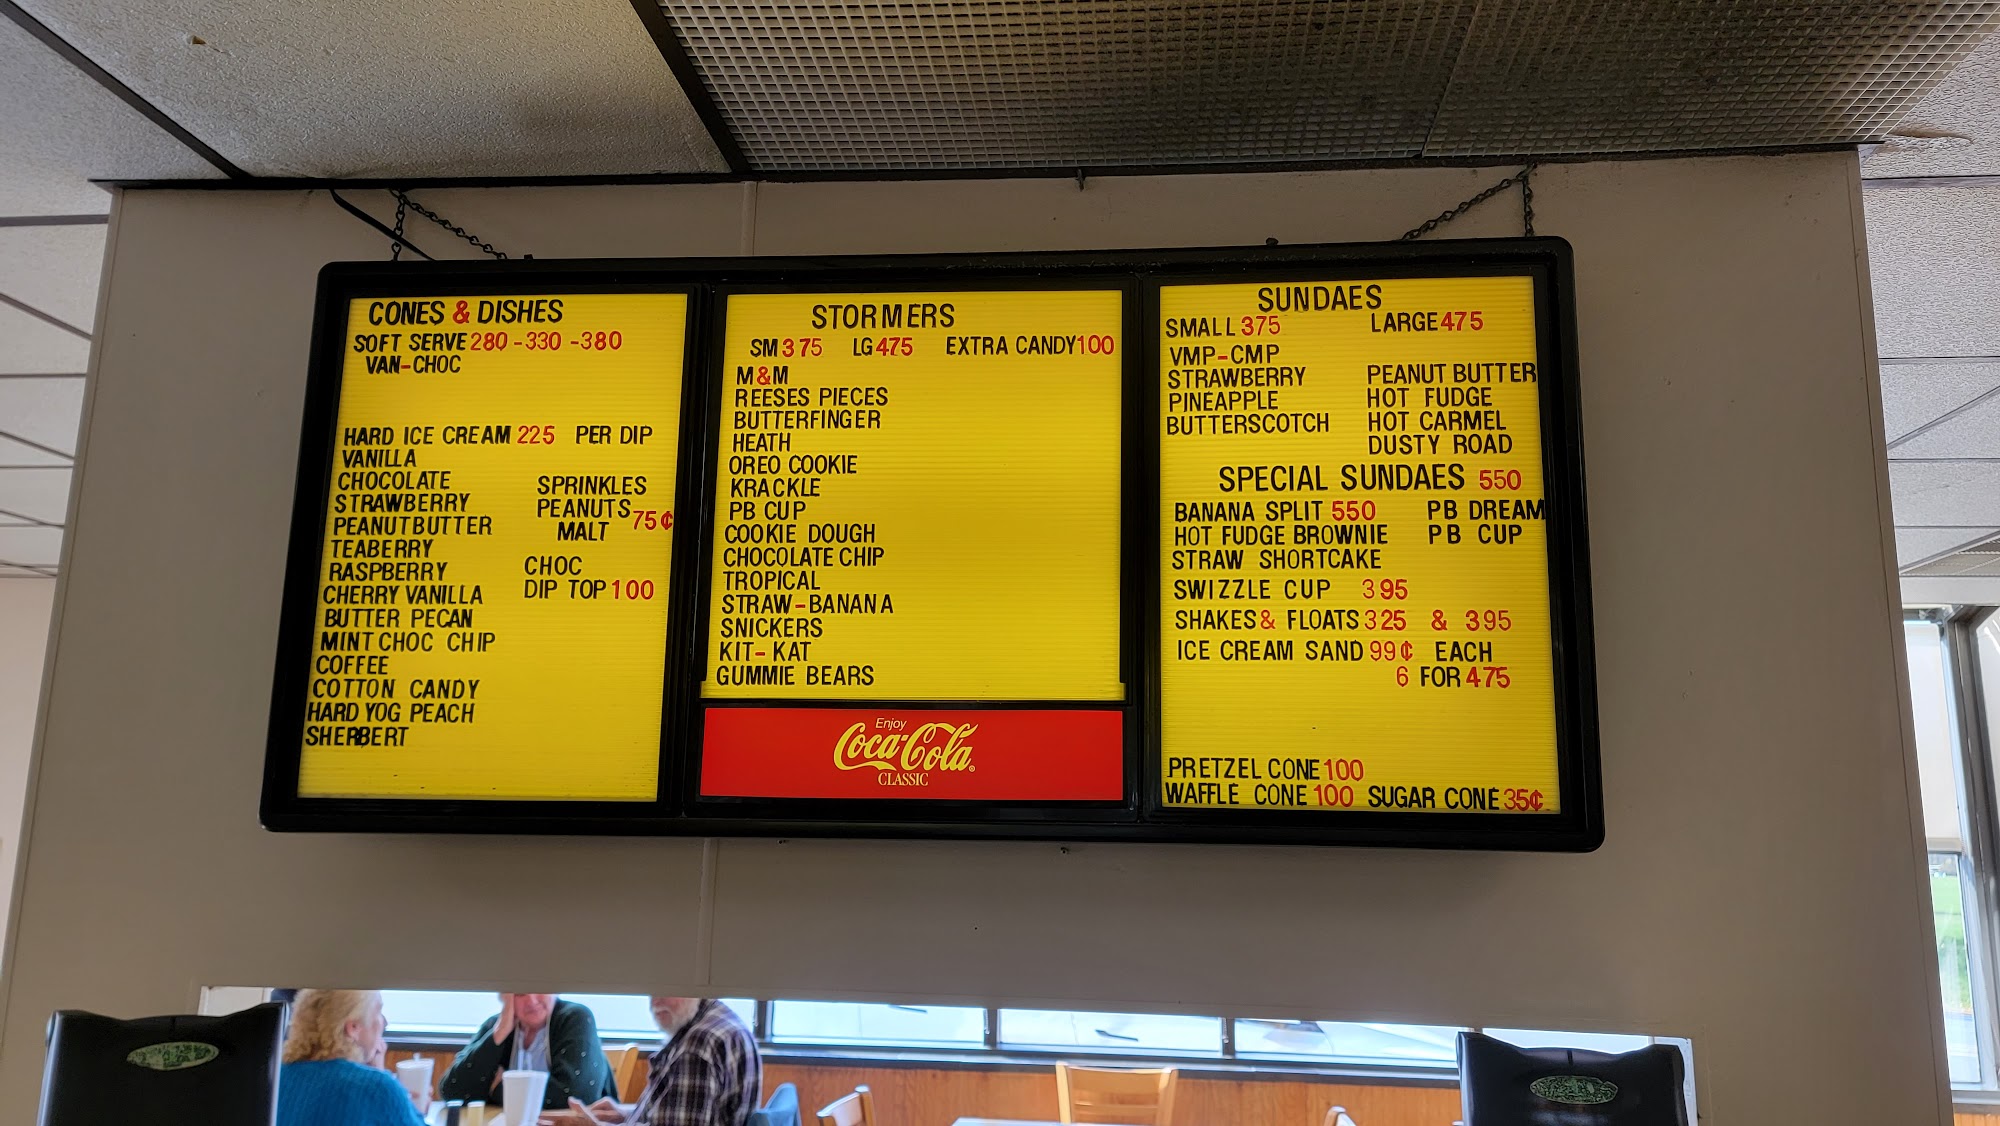 CONES & DISHES
SOFT SERVE 280 - 330 - 380
VAN-CHOC
HARD ICE CREAM 225 PER DIP
VANILLA
CHOCOLATE
STRAWBERRY
PEANUT BUTTER
TEABERRY
RASPBERRY
CHERRY VANILLA
BUTTER PECAN
MINT CHOC CHIP
COFFEE
COTTON CANDY
HARD YOG PEACH
SHERBERT
SPRINKLES
PEANUTS 75¢
MALT
CHOC
DIP TOP 100
STORMERS
SM 375 LG 475 EXTRA CANDY 100
M&M
REESES PIECES
BUTTERFINGER
HEATH
OREO COOKIE
KRACKLE
PB CUP
COOKIE DOUGH
CHOCOLATE CHIP
TROPICAL
STRAW-BANANA
SNICKERS
KIT-KAT
GUMMIE BEARS
Enjoy
Coca-Cola®
CLASSIC
SUNDAES
SMALL 375 LARGE 475
VMP-CMP
STRAWBERRY PEANUT BUTTER
PINEAPPLE HOT FUDGE
BUTTERSCOTCH HOT CARMEL
DUSTY ROAD
SPECIAL SUNDAES 550
BANANA SPLIT 550 PB DREAM
HOT FUDGE BROWNIE PB CUP
STRAW SHORTCAKE
SWIZZLE CUP 395
SHAKES & FLOATS 325 & 395
ICE CREAM SAND 99¢ EACH
6 FOR 475
PRETZEL CONE 100
WAFFLE CONE 100 SUGAR CONE 35¢